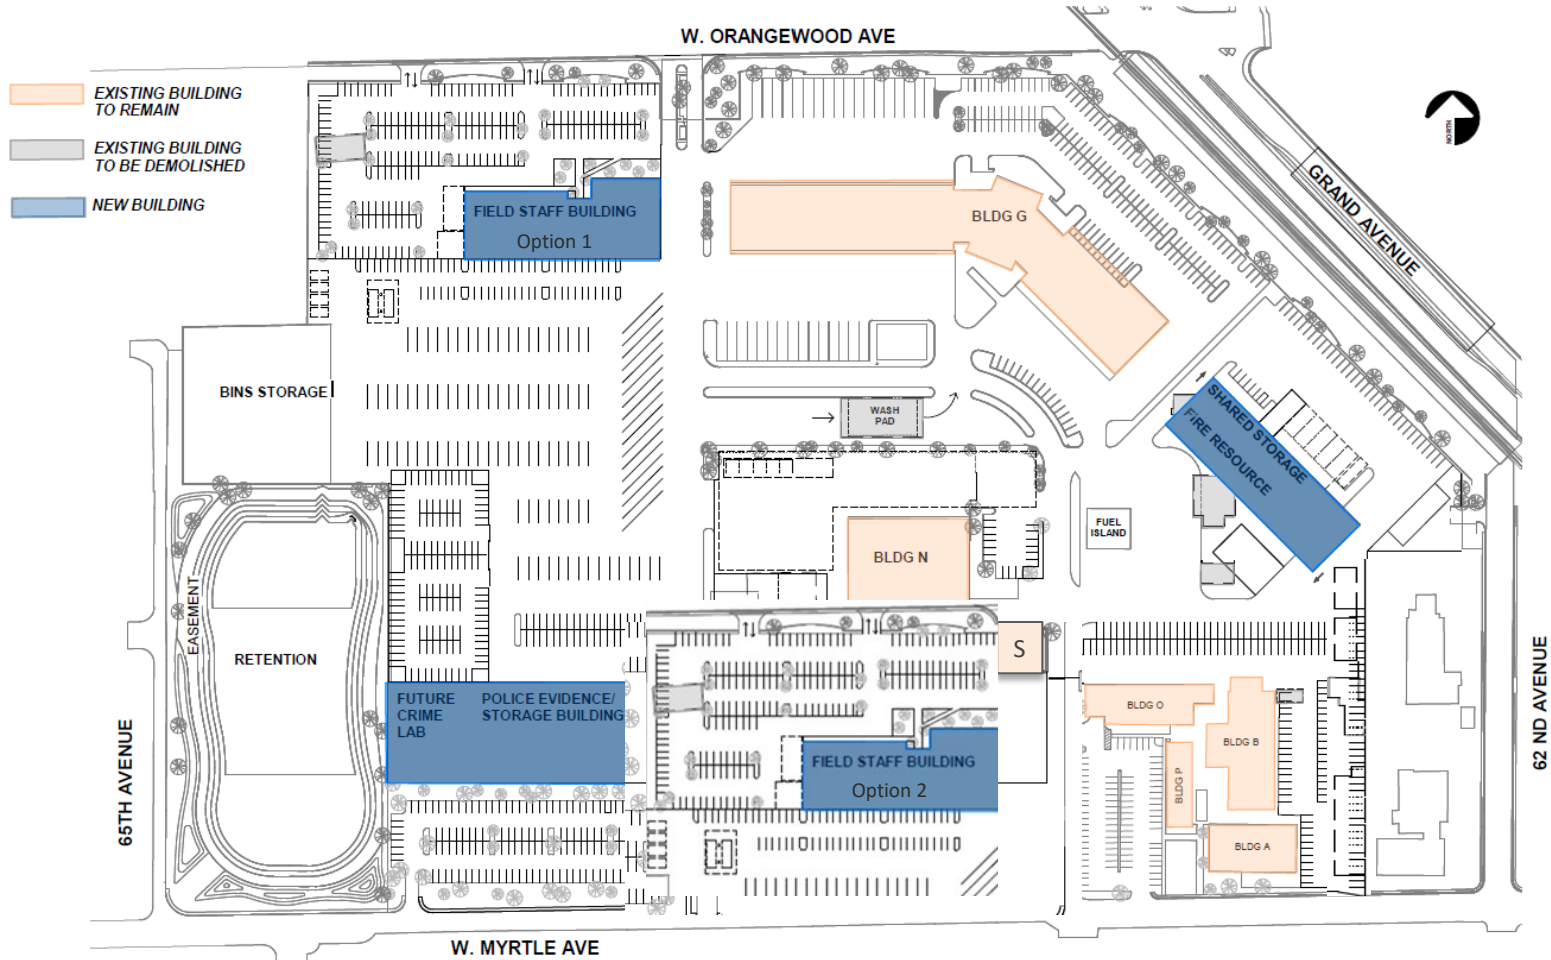 W. ORANGEWOOD AVE
EXISTING BUILDING
TO REMAIN
EXISTING BUILDING
TO BE DEMOLISHED
NEW BUILDING
NORTH
GRAND AVENUE
FIELD STAFF BUILDING
Option 1
BLDG G
BINS STORAGE
WASH
PAD
SHARED STORAGE
FIRE RESOURCE
FUEL
ISLAND
BLDG N
EASEMENT
RETENTION
S
FUTURE
CRIME
LAB
POLICE EVIDENCE/
STORAGE BUILDING
FIELD STAFF BUILDING
Option 2
BLDG O
BLDG B
BLDG P
BLDG A
65TH AVENUE
62 ND AVENUE
W. MYRTLE AVE